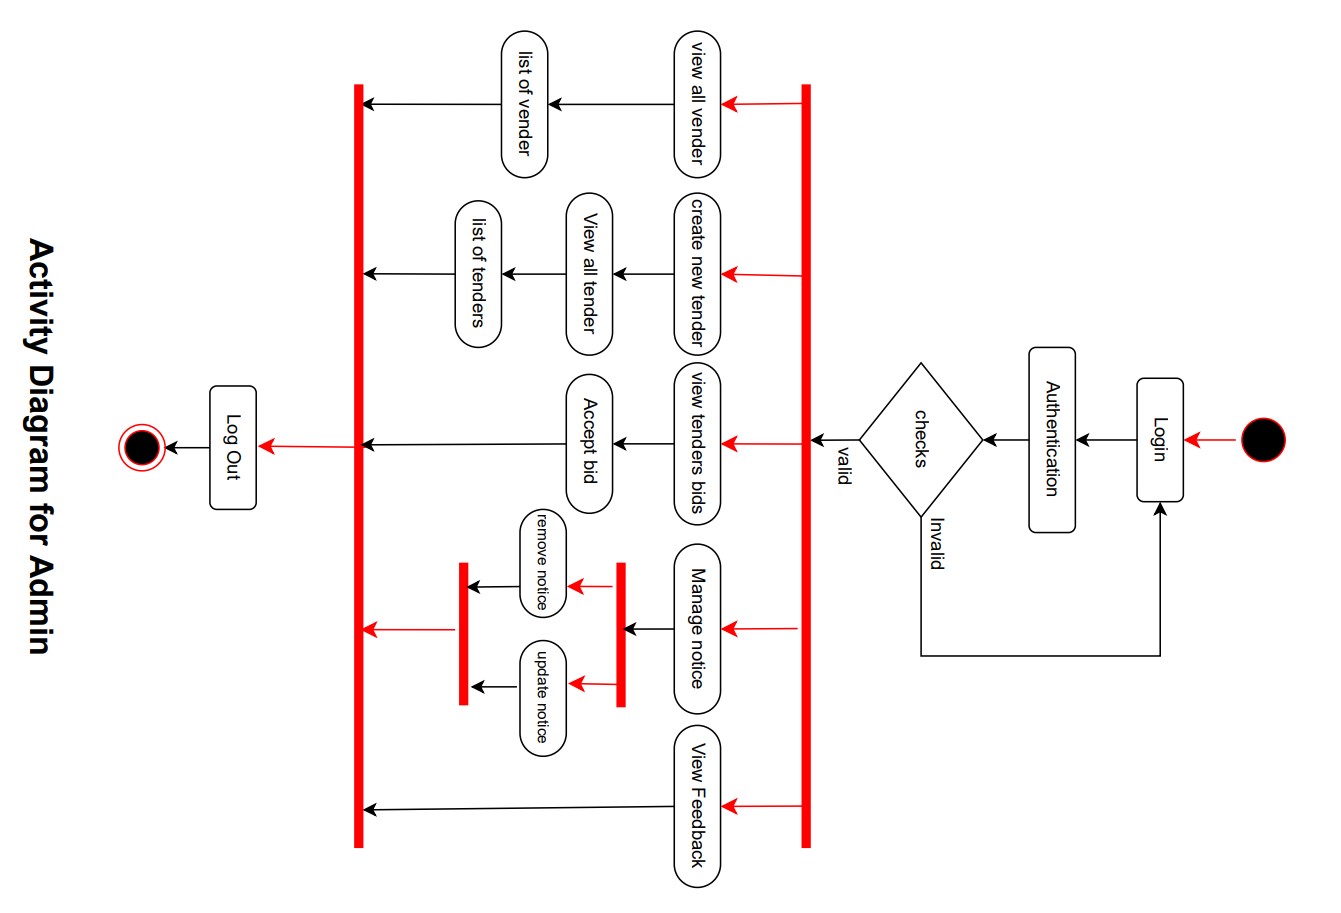 Login
Authentication
checks
Invalid
valid
view all vender
create new tender
view tenders bids
Manage notice
View Feedback
View all tender
Accept bid
remove notice
update notice
list of vender
list of tenders
Log Out
Activity Diagram for Admin